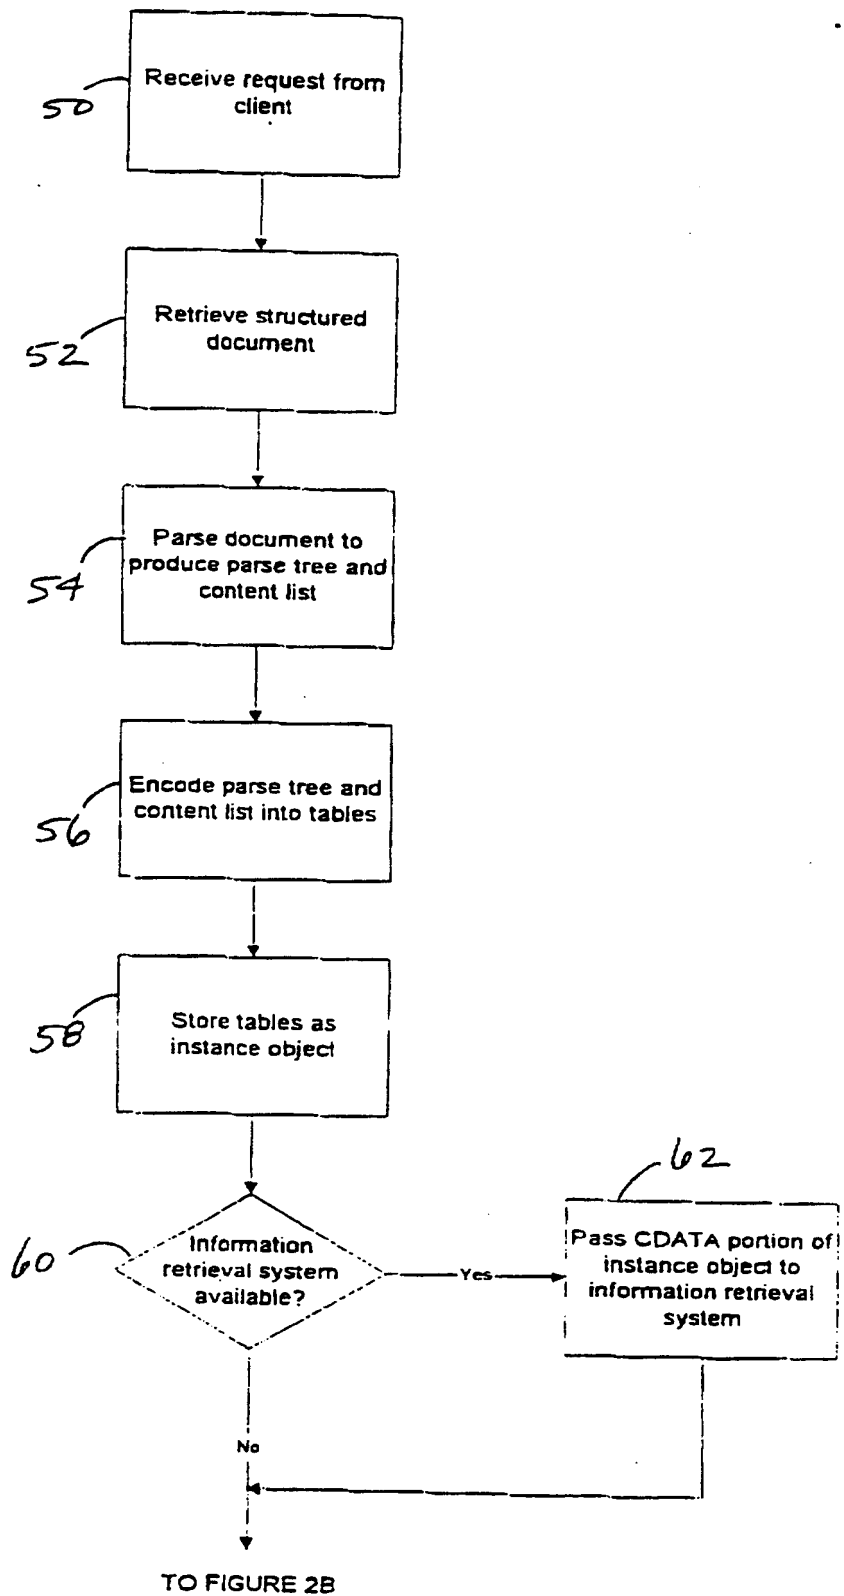 Receive request from
client
50
Retrieve structured
document
52
Parse document to
produce parse tree and
content list
54
Encode parse tree and
content list into tables
56
Store tables as
instance object
58
Information
retrieval system
available?
60
Yes
62
Pass CDATA portion of
instance object to
information retrieval
system
No
TO FIGURE 2B